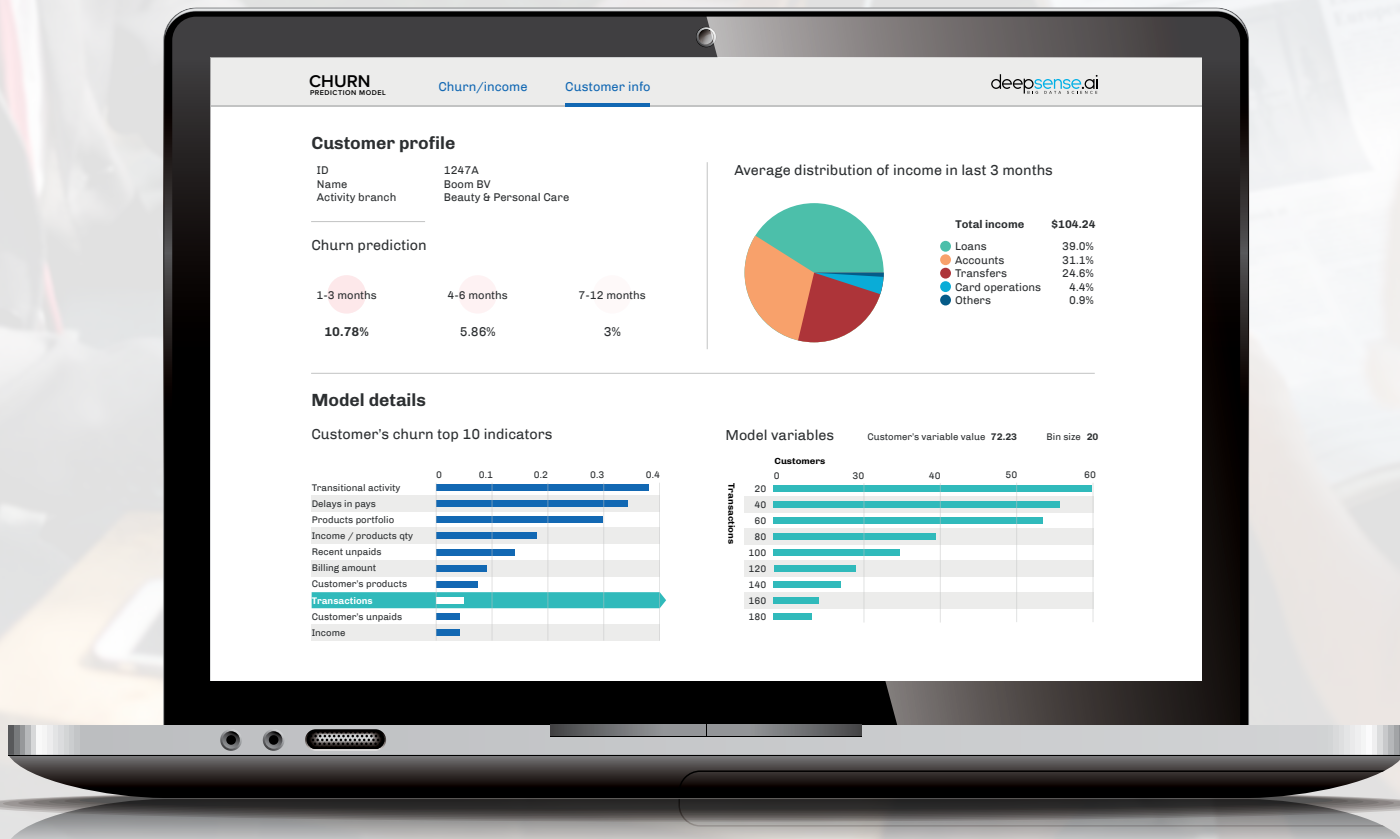 CHURN
PREDICTION MODEL
Churn/income
Customer info
deepsense.ai
BIG DATA SCIENCE
Customer profile
ID 1247A
Name Boom BV
Activity branch Beauty & Personal Care
Churn prediction
1-3 months 4-6 months 7-12 months
10.78% 5.86% 3%
Average distribution of income in last 3 months
Total income $104.24
Loans 39.0%
Accounts 31.1%
Transfers 24.6%
Card operations 4.4%
Others 0.9%
Model details
Customer's churn top 10 indicators
0 0.1 0.2 0.3 0.4
Transitional activity
Delays in pays
Products portfolio
Income / products qty
Recent unpaids
Billing amount
Customer's products
Transactions
Customer's unpaids
Income
Model variables Customer's variable value 72.23 Bin size 20
Customers
0 30 40 50 60
Transactions
20
40
60
80
100
120
140
160
180